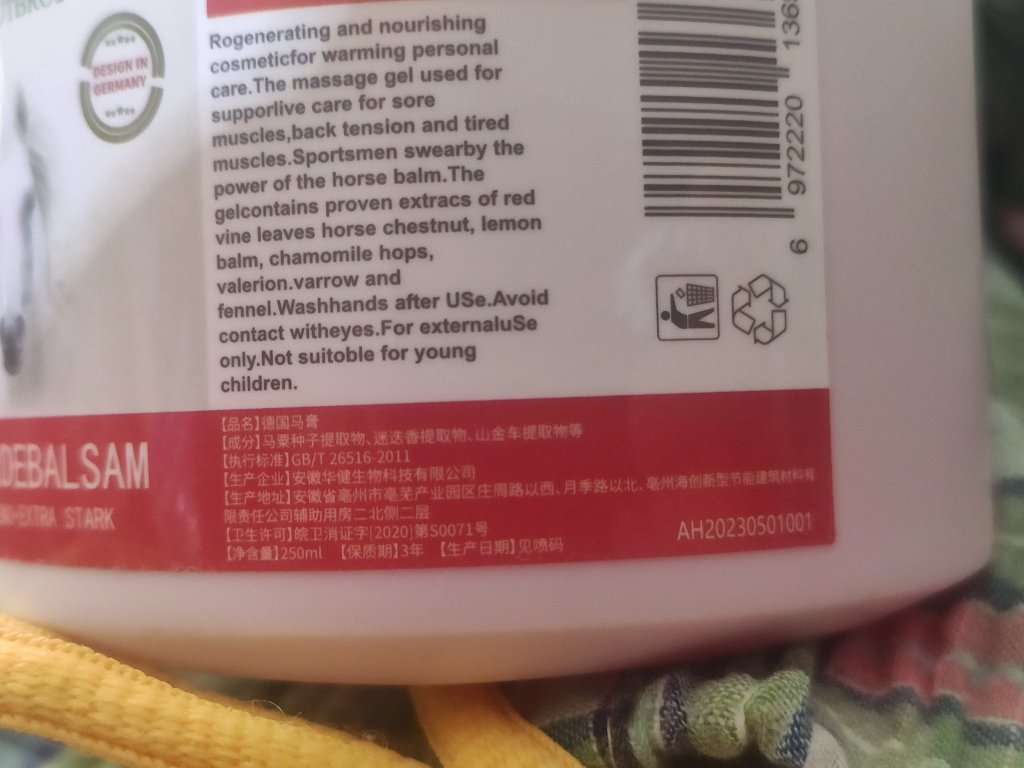 DESIGN IN
GERMANY
Rogenerating and nourishing
cosmeticfor warming personal
care.The massage gel used for
supporlive care for sore
muscles,back tension and tired
muscles.Sportsmen swearby the
power of the horse balm.The
gelcontains proven extracs of red
vine leaves horse chestnut, lemon
balm, chamomile hops,
valerion.varrow and
fennel.Washhands after USe.Avoid
contact witheyes.For externaluSe
only.Not suitoble for young
children.
6 972220 1365
DEBALSAM
EXTRA STARK
【品名】德国马膏
【成分】马粟种子提取物、迷迭香提取物、山金车提取物等
【执行标准】GB/T 26516-2011
【生产企业】安徽华健生物科技有限公司
【生产地址】安徽省亳州市亳芜产业园区庄周路以西、月季路以北、亳州海创新型节能建筑材料有
限责任公司辅助用房二北侧二层
【卫生许可】皖卫消证字[2020]第S0071号
【净含量】250ml 【保质期】3年 【生产日期】见喷码
AH20230501001